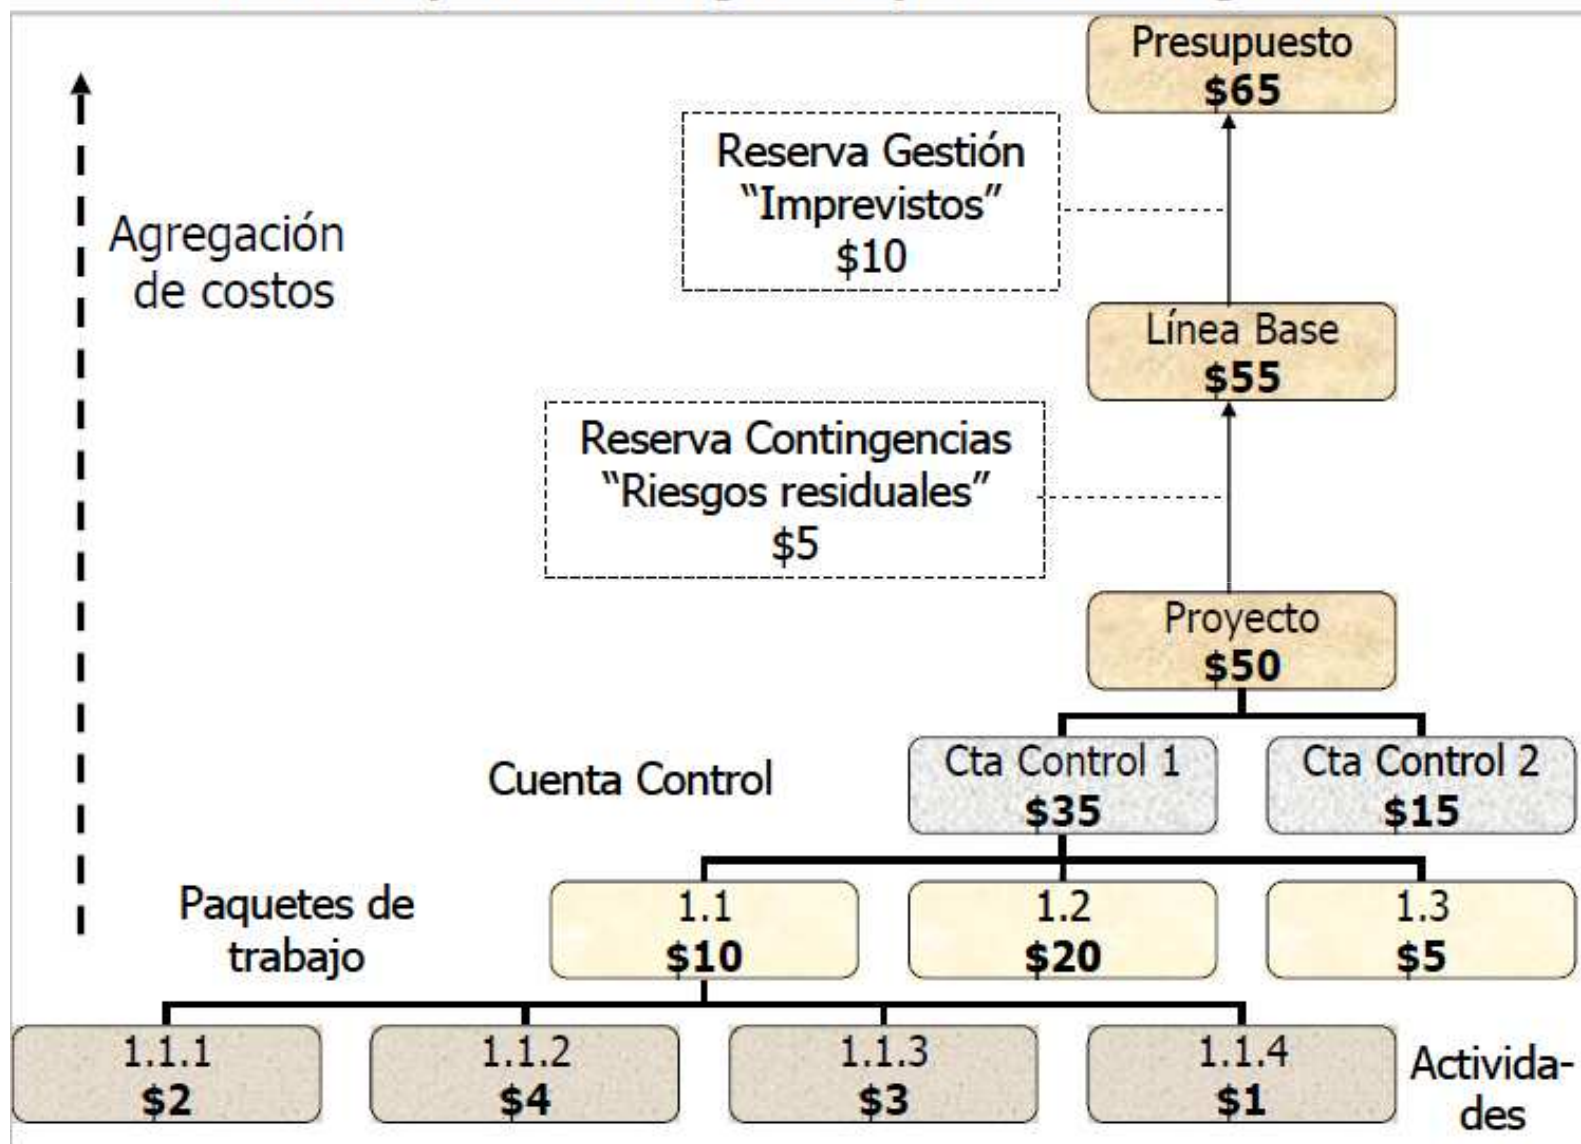 Presupuesto
$65
Reserva Gestión
“Imprevistos”
$10
Agregación
de costos
Línea Base
$55
Reserva Contingencias
“Riesgos residuales”
$5
Proyecto
$50
Cuenta Control
Cta Control 1
$35
Cta Control 2
$15
Paquetes de
trabajo
1.1
$10
1.2
$20
1.3
$5
1.1.1
$2
1.1.2
$4
1.1.3
$3
1.1.4
$1
Activida-
des